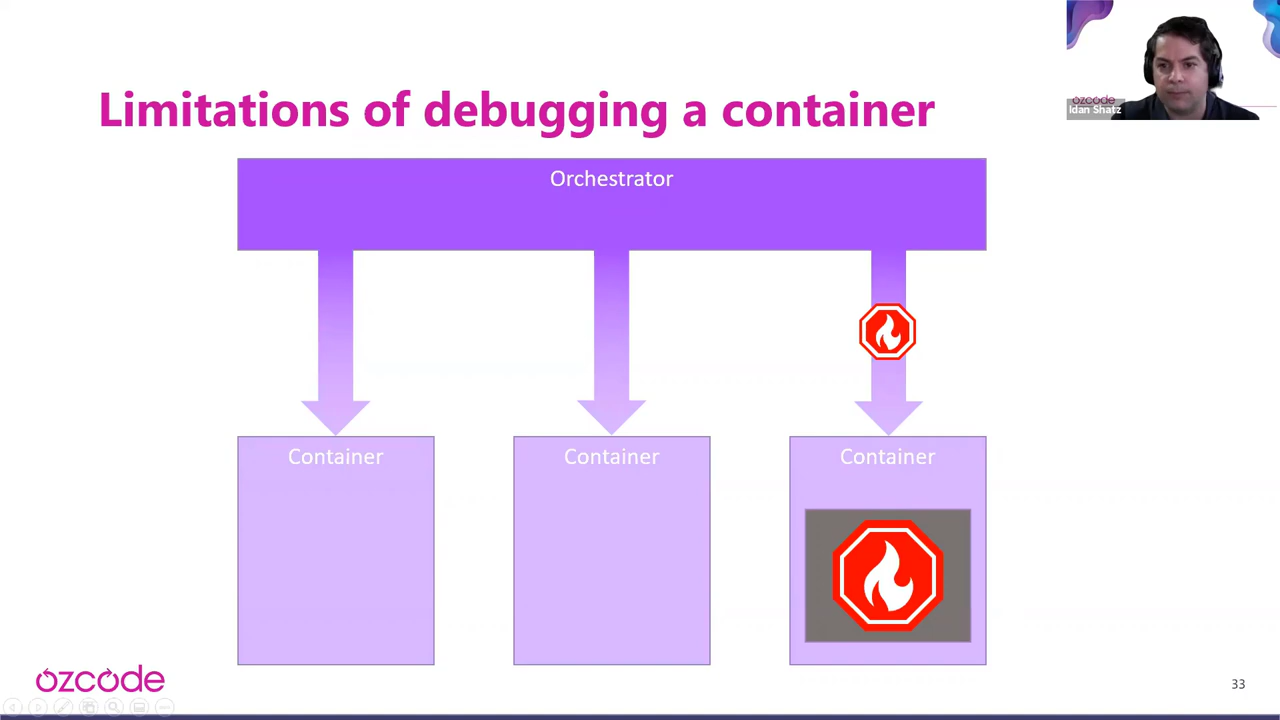 ozcode
Idan Shatz
Limitations of debugging a container
Orchestrator
Container
Container
Container
ozcode
33